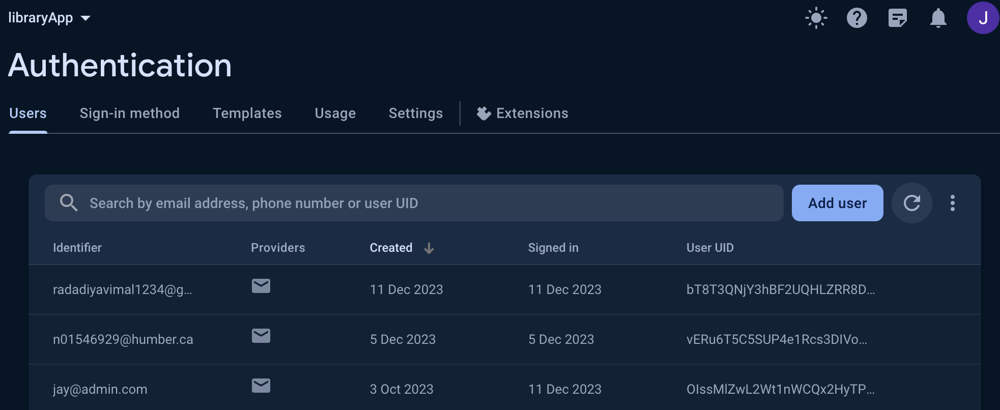 libraryApp
J
Authentication
Users Sign-in method Templates Usage Settings Extensions
Search by email address, phone number or user UID Add user
Identifier Providers Created Signed in User UID
radadiyavimal1234@g... 11 Dec 2023 11 Dec 2023 bT8T3QNjY3hBF2UQHLZRR8D...
n01546929@humber.ca 5 Dec 2023 5 Dec 2023 vERu6T5C5SUP4e1Rcs3DIVo...
jay@admin.com 3 Oct 2023 11 Dec 2023 OIssMlZwL2Wt1nWCQx2HyTP...